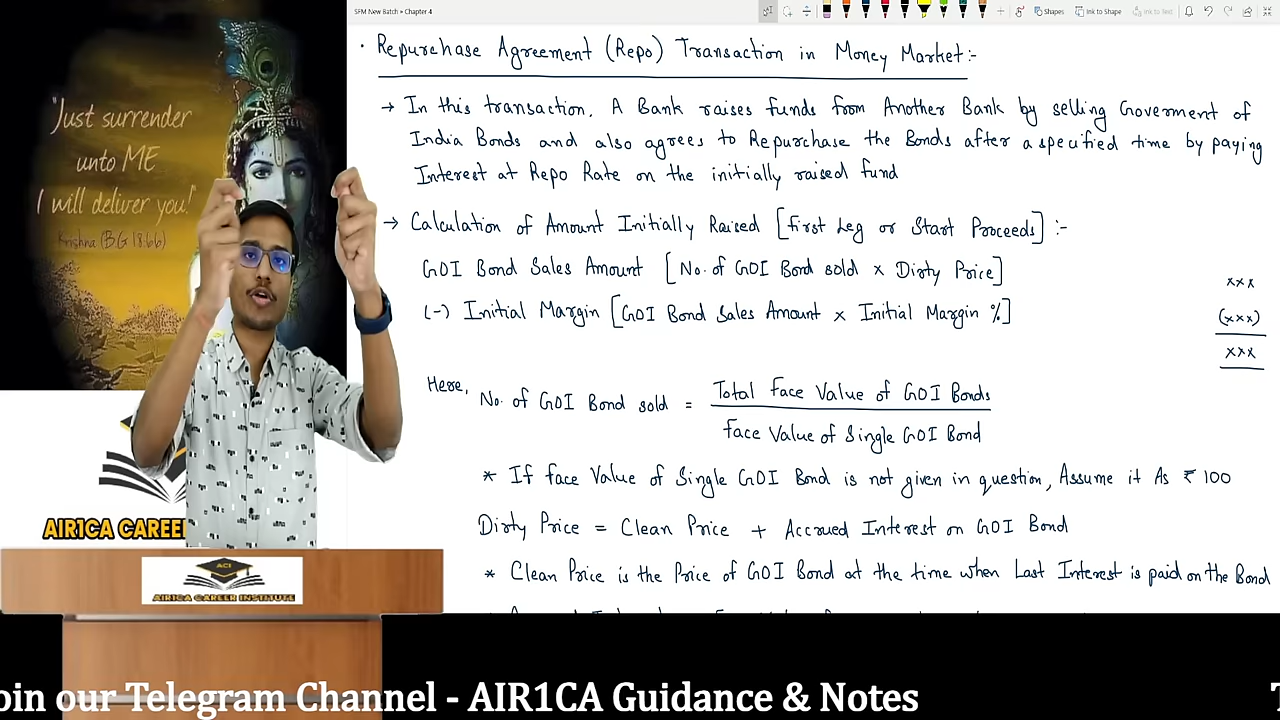 SFM New Batch » Chapter 4
Shapes
Ink to Shape
Ink to Text
• Repurchase Agreement (Repo) Transaction in Money Market:-
→ In this transaction, A Bank raises funds from Another Bank by selling Goverment of
India Bonds and also agrees to Repurchase the Bonds after a specified time by paying
Interest at Repo Rate on the initially raised fund
→ Calculation of Amount Initially Raised [First Leg or Start Proceeds] :-
GOI Bond Sales Amount [No. of GOI Bond sold x Dirty Price] xxx
(-) Initial Margin [GOI Bond Sales Amount x Initial Margin %] (xxx)
xxx
Here, No. of GOI Bond sold = Total Face Value of GOI Bonds
Face Value of Single GOI Bond
* If Face Value of Single GOI Bond is not given in question, Assume it As ₹ 100
Dirty Price = Clean Price + Accrued Interest on GOI Bond
* Clean Price is the Price of GOI Bond at the time when Last Interest is paid on the Bond
"Just surrender
unto ME
I will deliver you!"
Krishna (BG 18:66)
AIR1CA CAREE
ACI
AIR1CA CAREER INSTITUTE
oin our Telegram Channel - AIR1CA Guidance & Notes
T